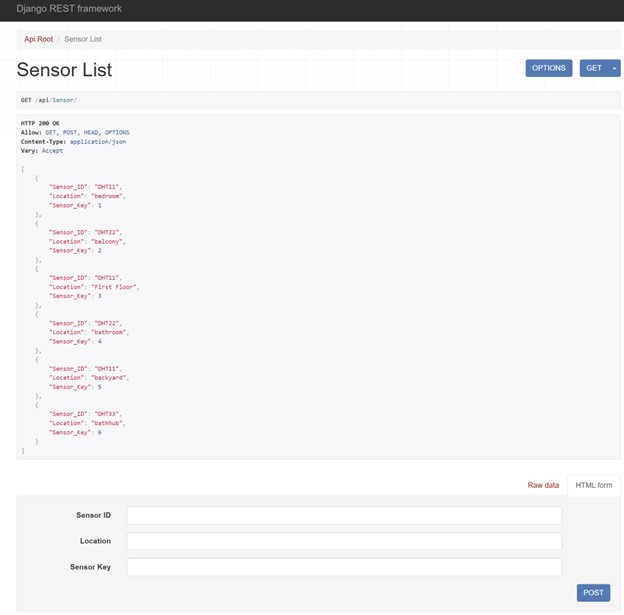 Django REST framework
Api Root / Sensor List
Sensor List
OPTIONS GET
GET /api/Sensor/
HTTP 200 OK
Allow: GET, POST, HEAD, OPTIONS
Content-Type: application/json
Vary: Accept
[
{
"Sensor_ID": "DHT11",
"Location": "bedroom",
"Sensor_Key": 1
},
{
"Sensor_ID": "DHT22",
"Location": "balcony",
"Sensor_Key": 2
},
{
"Sensor_ID": "DHT11",
"Location": "First Floor",
"Sensor_Key": 3
},
{
"Sensor_ID": "DHT22",
"Location": "bathroom",
"Sensor_Key": 4
},
{
"Sensor_ID": "DHT11",
"Location": "backyard",
"Sensor_Key": 5
},
{
"Sensor_ID": "DHT33",
"Location": "bathhub",
"Sensor_Key": 6
}
]
Raw data HTML form
Sensor ID
Location
Sensor Key
POST